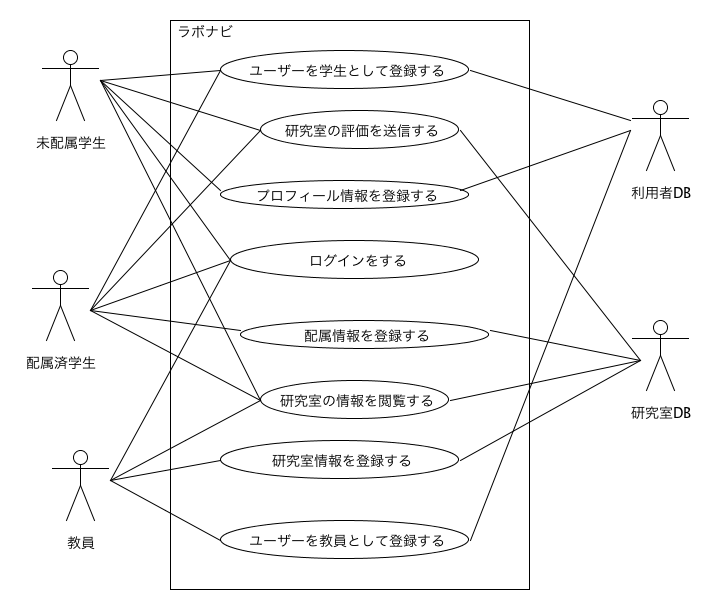 ラボナビ
ユーザーを学生として登録する
研究室の評価を送信する
未配属学生
プロフィール情報を登録する
利用者DB
ログインをする
配属情報を登録する
配属済学生
研究室の情報を閲覧する
研究室DB
研究室情報を登録する
ユーザーを教員として登録する
教員